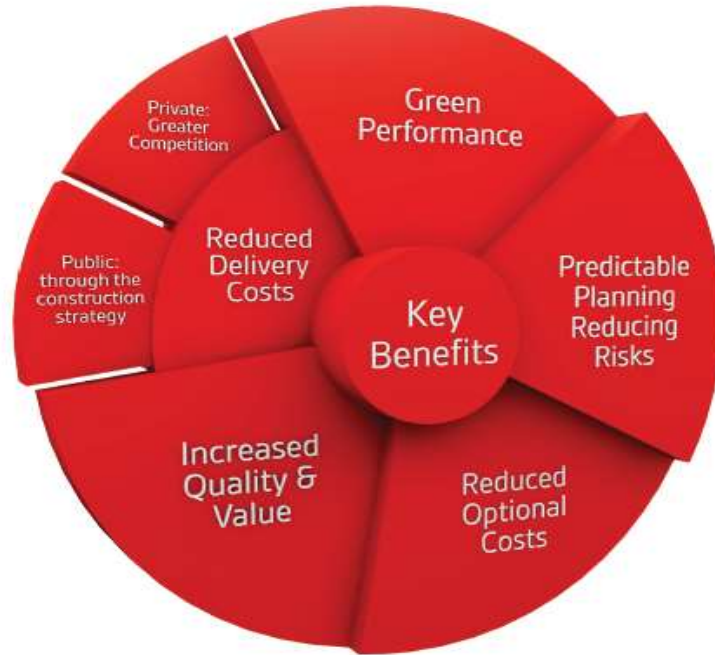 Key
Benefits
Green
Performance
Predictable
Planning
Reducing
Risks
Reduced
Optional
Costs
Increased
Quality &
Value
Reduced
Delivery
Costs
Public:
through the
construction
strategy
Private:
Greater
Competition